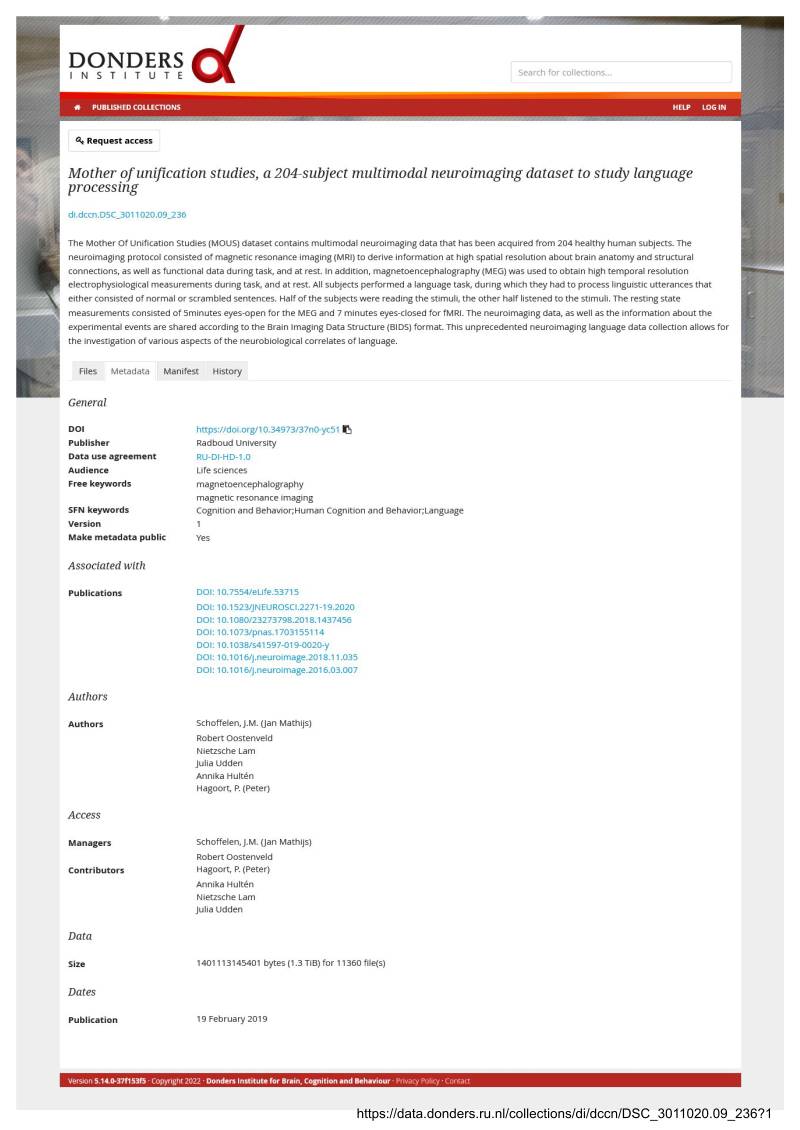 DONDERS
INSTITUTE
Search for collections...
PUBLISHED COLLECTIONS
HELP LOG IN
Request access
Mother of unification studies, a 204-subject multimodal neuroimaging dataset to study language
processing
di.dccn.DSC_3011020.09_236
The Mother Of Unification Studies (MOUS) dataset contains multimodal neuroimaging data that has been acquired from 204 healthy human subjects. The
neuroimaging protocol consisted of magnetic resonance imaging (MRI) to derive information at high spatial resolution about brain anatomy and structural
connections, as well as functional data during task, and at rest. In addition, magnetoencephalography (MEG) was used to obtain high temporal resolution
electrophysiological measurements during task, and at rest. All subjects performed a language task, during which they had to process linguistic utterances that
either consisted of normal or scrambled sentences. Half of the subjects were reading the stimuli, the other half listened to the stimuli. The resting state
measurements consisted of 5minutes eyes-open for the MEG and 7 minutes eyes-closed for fMRI. The neuroimaging data, as well as the information about the
experimental events are shared according to the Brain Imaging Data Structure (BIDS) format. This unprecedented neuroimaging language data collection allows for
the investigation of various aspects of the neurobiological correlates of language.
Files Metadata Manifest History
General
DOI https://doi.org/10.34973/37n0-yc51
Publisher Radboud University
Data use agreement RU-DI-HD-1.0
Audience Life sciences
Free keywords magnetoencephalography
magnetic resonance imaging
SFN keywords Cognition and Behavior;Human Cognition and Behavior;Language
Version 1
Make metadata public Yes
Associated with
Publications DOI: 10.7554/eLife.53715
DOI: 10.1523/JNEUROSCI.2271-19.2020
DOI: 10.1080/23273798.2018.1437456
DOI: 10.1073/pnas.1703155114
DOI: 10.1038/s41597-019-0020-y
DOI: 10.1016/j.neuroimage.2018.11.035
DOI: 10.1016/j.neuroimage.2016.03.007
Authors
Authors Schoffelen, J.M. (Jan Mathijs)
Robert Oostenveld
Nietzsche Lam
Julia Udden
Annika Hultén
Hagoort, P. (Peter)
Access
Managers Schoffelen, J.M. (Jan Mathijs)
Robert Oostenveld
Contributors Hagoort, P. (Peter)
Annika Hultén
Nietzsche Lam
Julia Udden
Data
Size 1401113145401 bytes (1.3 TiB) for 11360 file(s)
Dates
Publication 19 February 2019
Version 5.14.0-37f153f5 · Copyright 2022 · Donders Institute for Brain, Cognition and Behaviour · Privacy Policy · Contact
https://data.donders.ru.nl/collections/di/dccn/DSC_3011020.09_236?1